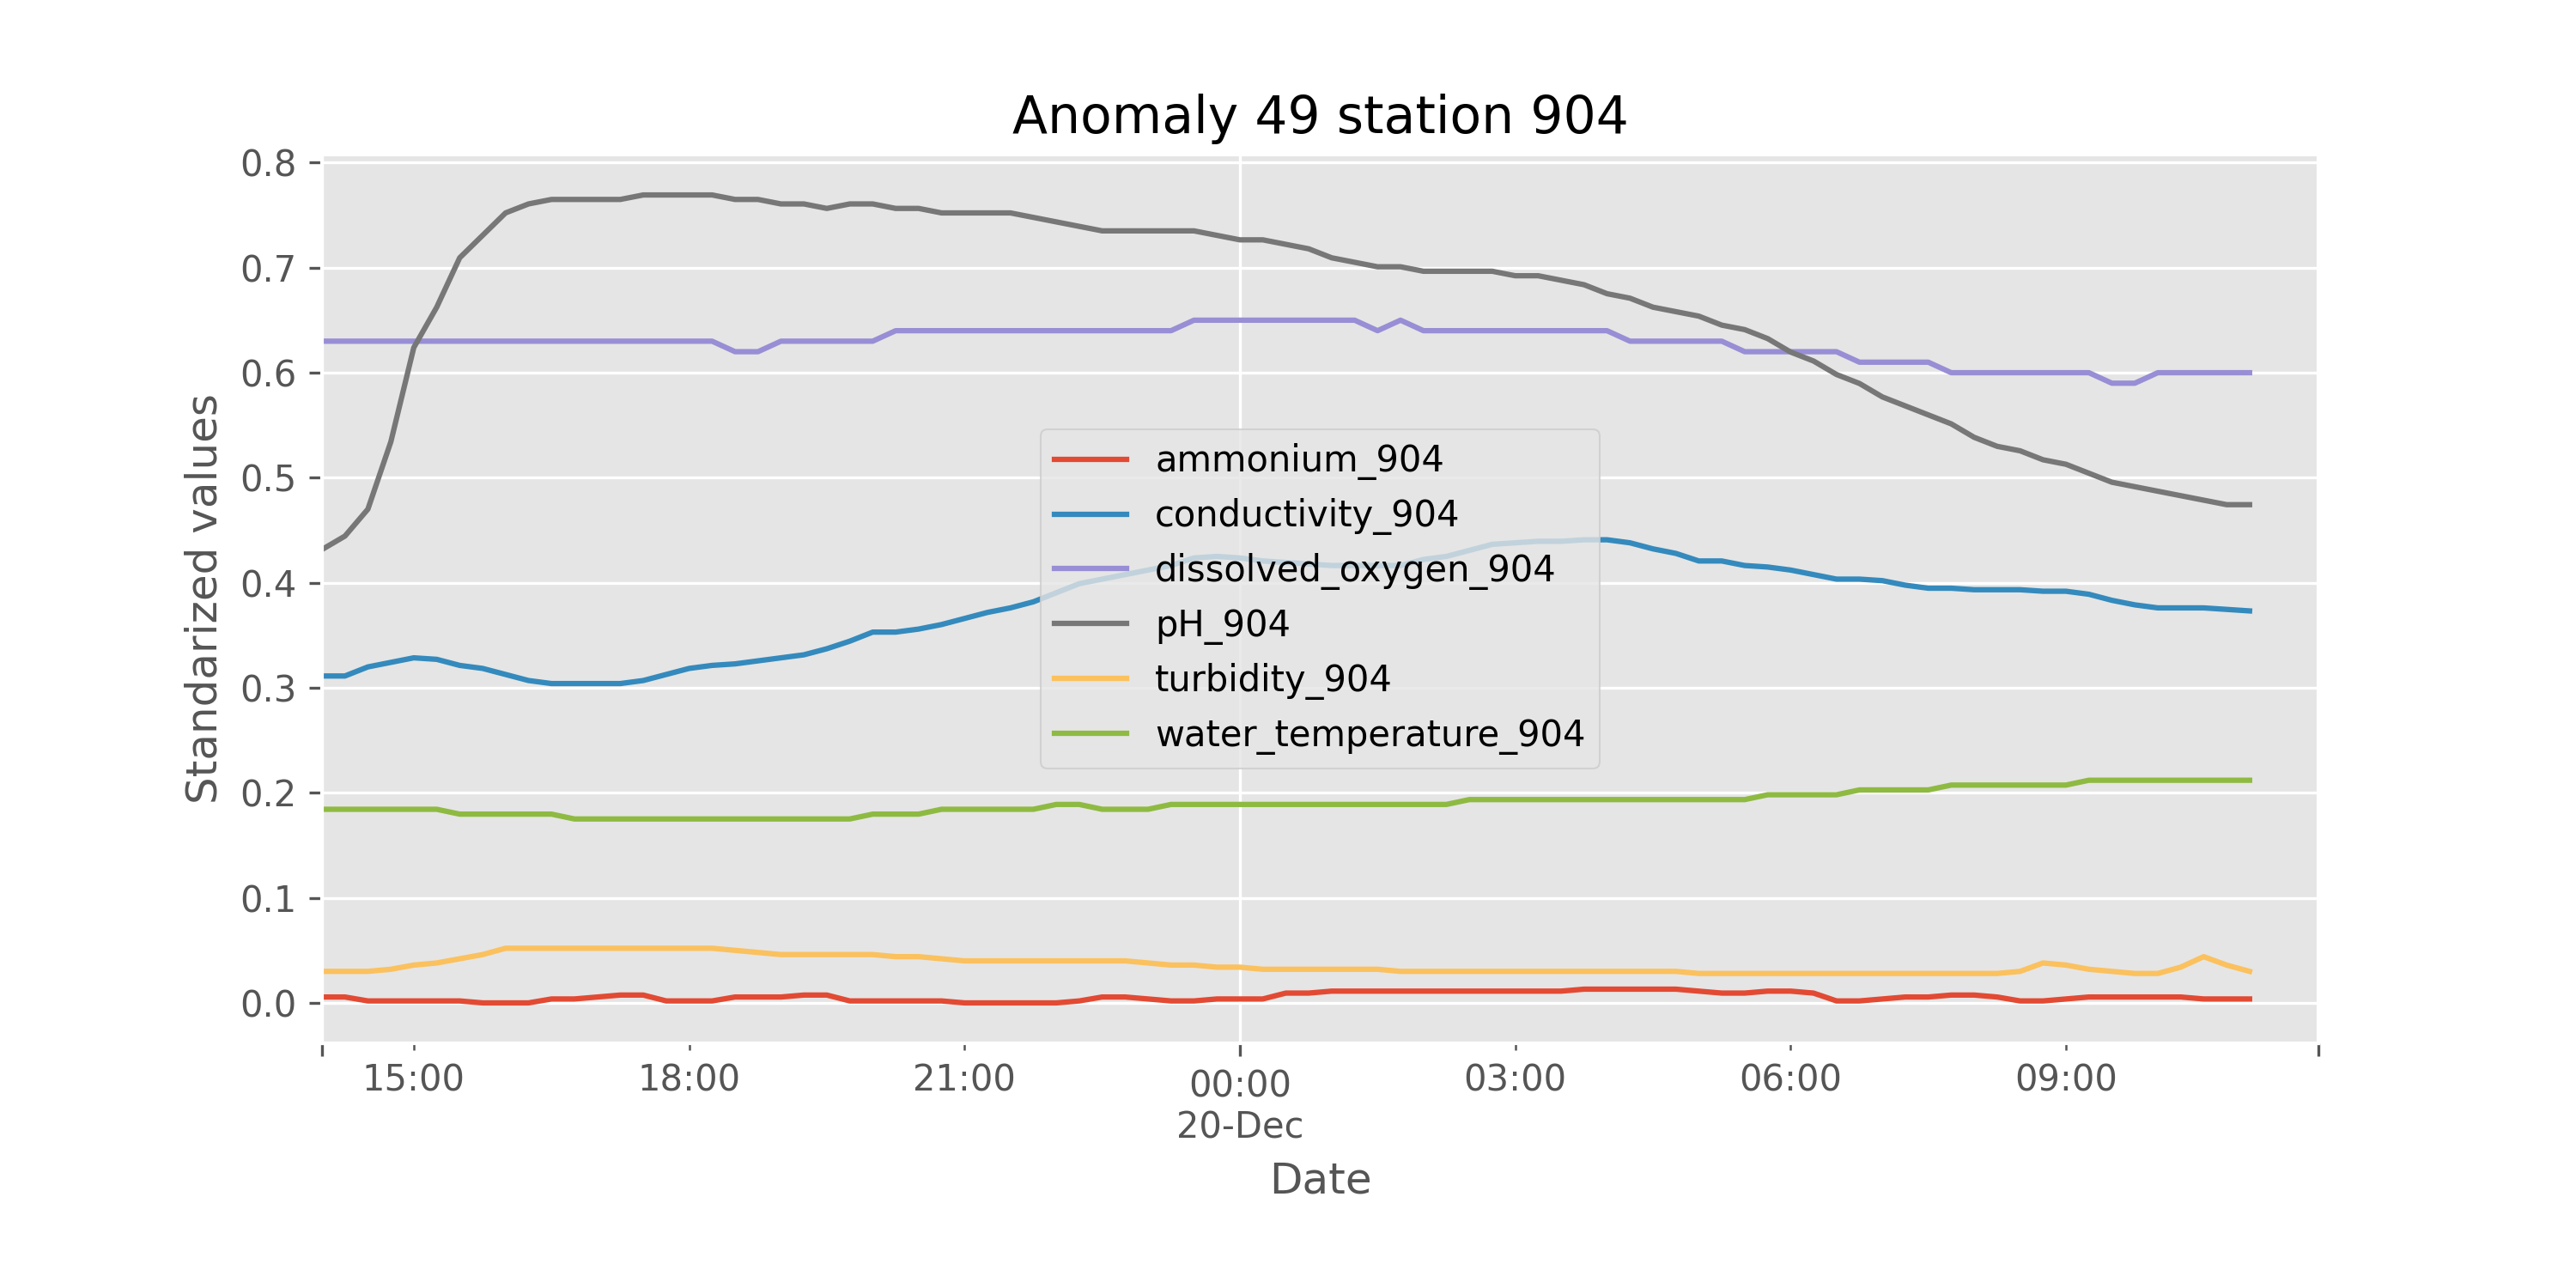 Anomaly 49 station 904
0.8
0.7
0.6
0.5
0.4
0.3
0.2
0.1
0.0
Standarized values
ammonium_904
conductivity_904
dissolved_oxygen_904
pH_904
turbidity_904
water_temperature_904
15:00 18:00 21:00 00:00 03:00 06:00 09:00
20-Dec
Date